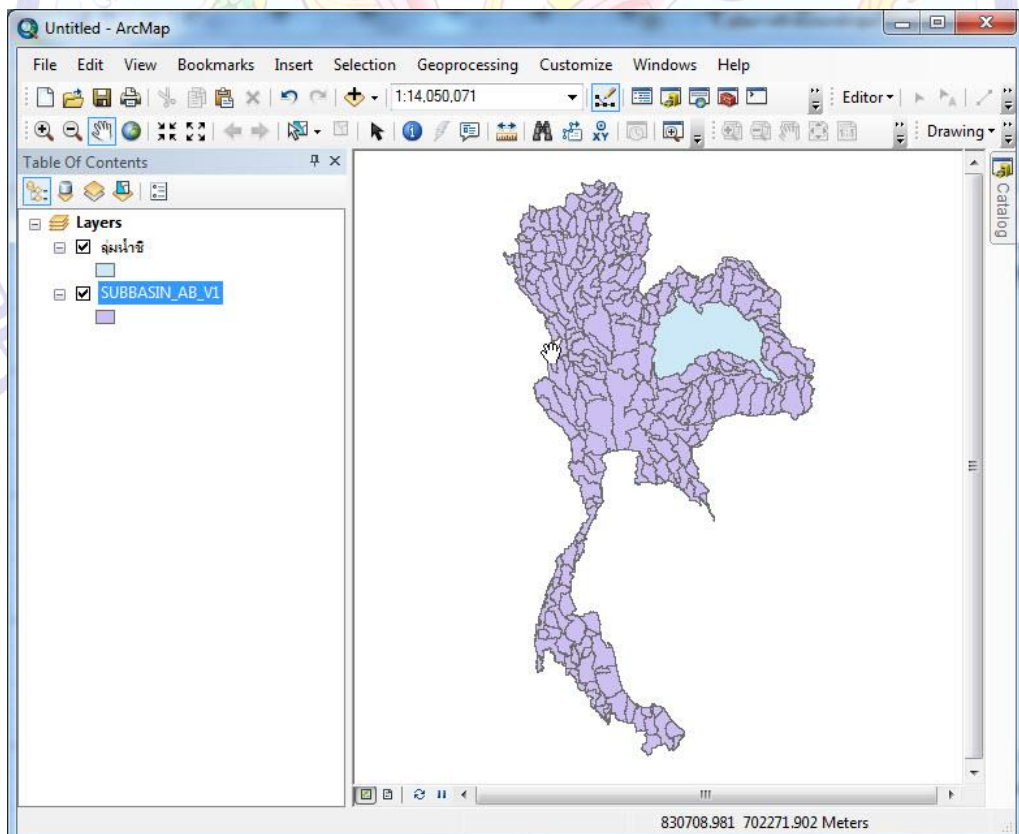 Untitled - ArcMap
File Edit View Bookmarks Insert Selection Geoprocessing Customize Windows Help
1:14,050,071
Editor
Drawing
Table Of Contents
Catalog
Layers
ลุ่มน้ำชี
SUBBASIN_AB_V1
830708.981 702271.902 Meters